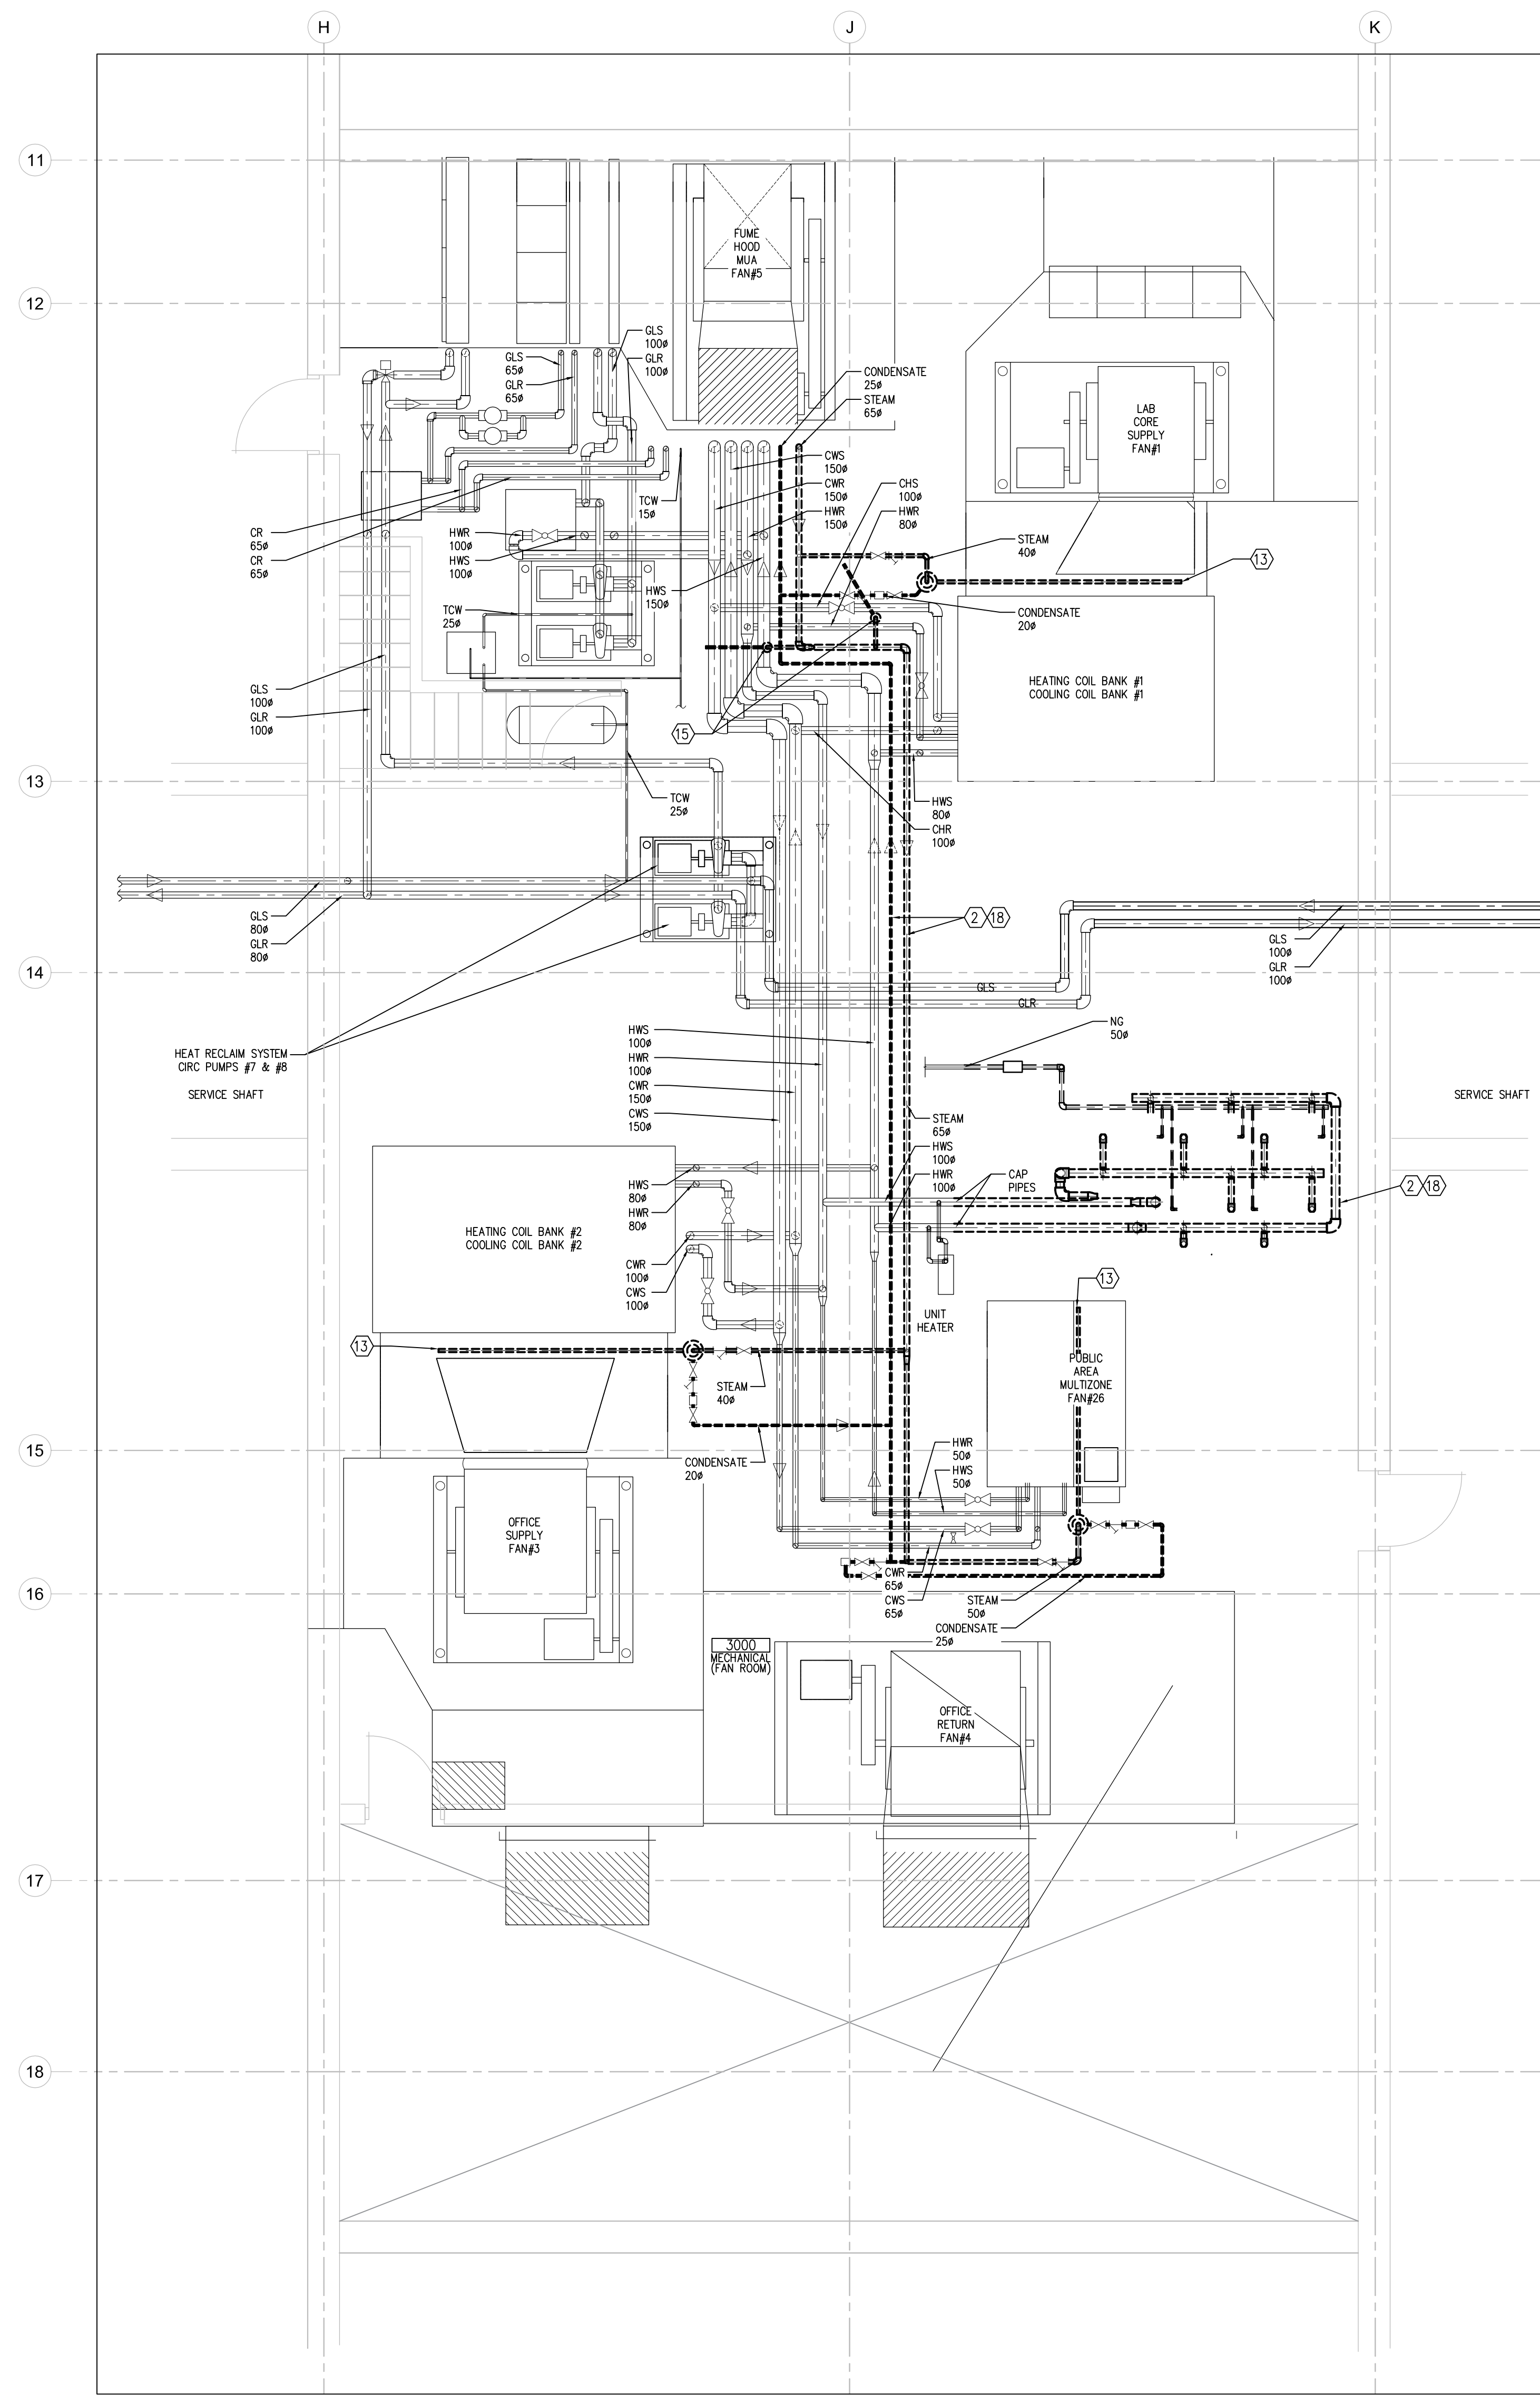 H
J
K
11
FUME
HOOD
MUA
FAN#5
12
GLS
100ø
GLR
100ø
GLS
65ø
GLR
65ø
CONDENSATE
25ø
STEAM
65ø
LAB
CORE
SUPPLY
FAN#1
CWS
150ø
CWR
150ø
HWR
150ø
CHS
100ø
HWR
80ø
TCW
15ø
CR
65ø
CR
65ø
HWR
100ø
HWS
100ø
STEAM
40ø
13
HWS
150ø
TCW
25ø
CONDENSATE
20ø
GLS
100ø
GLR
100ø
HEATING COIL BANK #1
COOLING COIL BANK #1
15
13
TCW
25ø
HWS
80ø
CHR
100ø
GLS
80ø
GLR
80ø
2
18
GLS
100ø
GLR
100ø
14
GLS
GLR
NG
50ø
HWS
100ø
HWR
100ø
CWR
150ø
CWS
150ø
HEAT RECLAIM SYSTEM
CIRC PUMPS #7 & #8
SERVICE SHAFT
SERVICE SHAFT
STEAM
65ø
HWS
100ø
HWR
100ø
CAP
PIPES
2
18
HWS
80ø
HWR
80ø
HEATING COIL BANK #2
COOLING COIL BANK #2
CWR
100ø
CWS
100ø
13
UNIT
HEATER
13
PUBLIC
AREA
MULTIZONE
FAN#26
STEAM
40ø
15
CONDENSATE
20ø
HWR
50ø
HWS
50ø
OFFICE
SUPPLY
FAN#3
16
CWR
65ø
CWS
65ø
STEAM
50ø
CONDENSATE
25ø
3000
MECHANICAL
(FAN ROOM)
OFFICE
RETURN
FAN#4
17
18